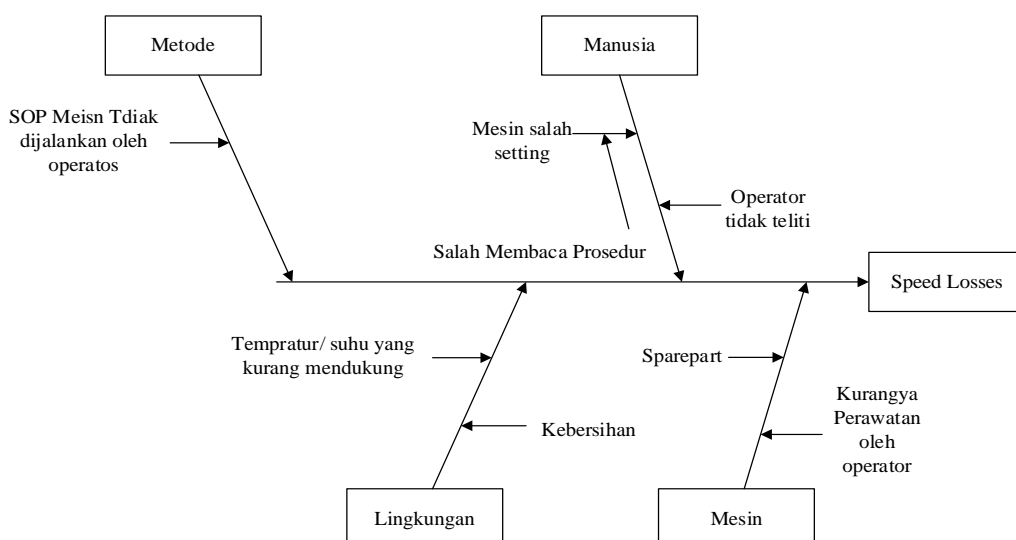 Metode
Manusia
SOP Meisn Tdiak
dijalankan oleh
operatos
Mesin salah
setting
Operator
tidak teliti
Salah Membaca Prosedur
Speed Losses
Tempratur/ suhu yang
kurang mendukung
Sparepart
Kebersihan
Kurangya
Perawatan
oleh
operator
Lingkungan
Mesin